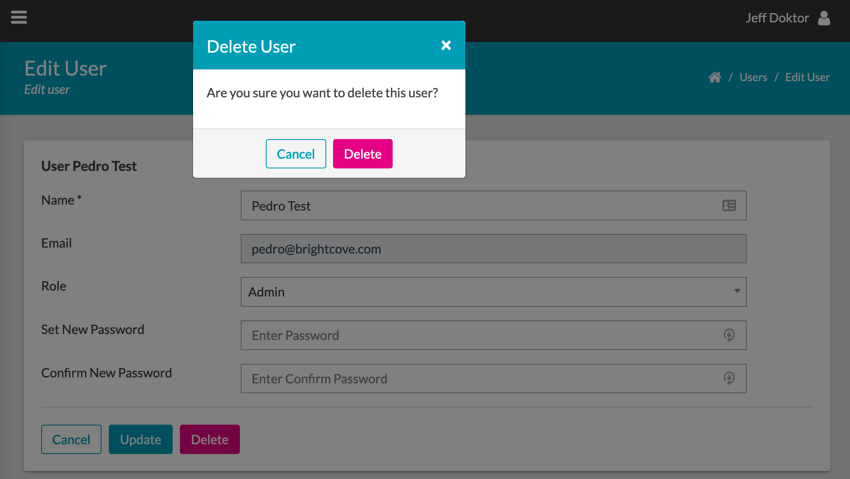 Jeff Doktor
Delete User ×
Edit User
Edit user
/ Users / Edit User
Are you sure you want to delete this user?
Cancel Delete
User Pedro Test
Name * Pedro Test
Email pedro@brightcove.com
Role Admin
Set New Password Enter Password
Confirm New Password Enter Confirm Password
Cancel Update Delete